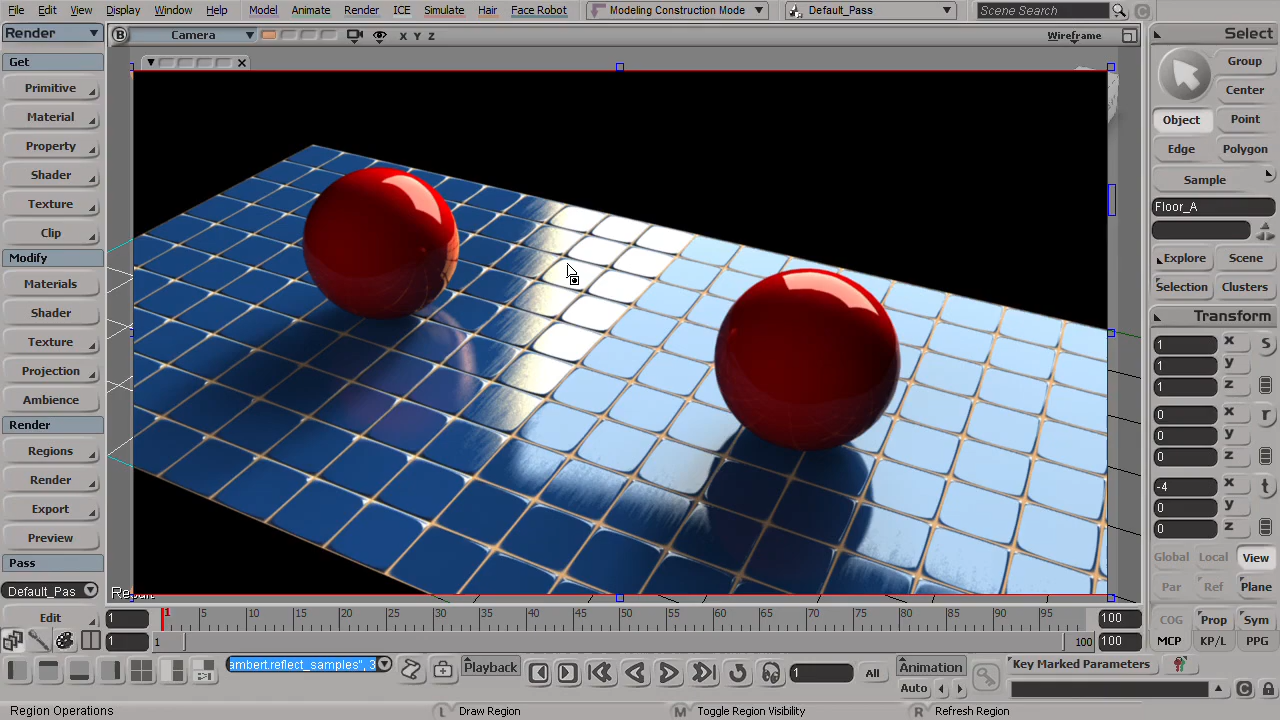 File Edit View Display Window Help Model Animate Render ICE Simulate Hair Face Robot Modeling Construction Mode Default_Pass Scene Search
Render
B Camera X Y Z Wireframe
Select
Get
Primitive
Material
Property
Shader
Texture
Clip
Modify
Materials
Shader
Texture
Projection
Ambience
Render
Regions
Render
Export
Preview
Pass
Default_Pas
Edit
Group
Center
Object Point
Edge Polygon
Sample
Floor_A
Explore Scene
Selection Clusters
Transform
1 x S
1 y
1 z
0 x r
0 y
0 z
-4 x t
0 y
0 z
Global Local View
Par Ref Plane
COG Prop Sym
MCP KP/L PPG
1 1 5 10 15 20 25 30 35 40 45 50 55 60 65 70 75 80 85 90 95 100
1 1 100 100
ambert.reflect_samples", 3 Playback 1 All Animation Key Marked Parameters
Auto
Region Operations L Draw Region M Toggle Region Visibility R Refresh Region